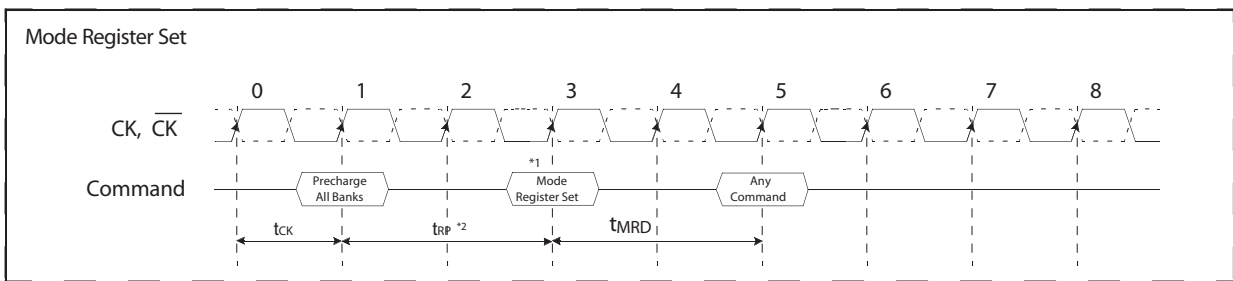 Mode Register Set
0 1 2 3 4 5 6 7 8
CK, C̅K̅
*1
Command
Precharge
All Banks
Mode
Register Set
Any
Command
tCK
tRP *2
tMRD